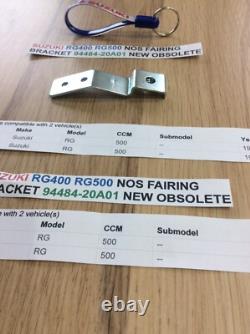 SUZUKI RG400 RG500 NOS FAIRING
BRACKET 94484-20A01 NEW OBSOLETE
compatible with 2 vehicle(s)
Make Model CCM Submodel
Suzuki RG 500 --
Suzuki RG 500 --
RG400 RG500 NOS FAIRING
94484-20A01 NEW OBSOLETE
with 2 vehicle(s)
Model CCM Submodel
RG 500 --
RG 500 --